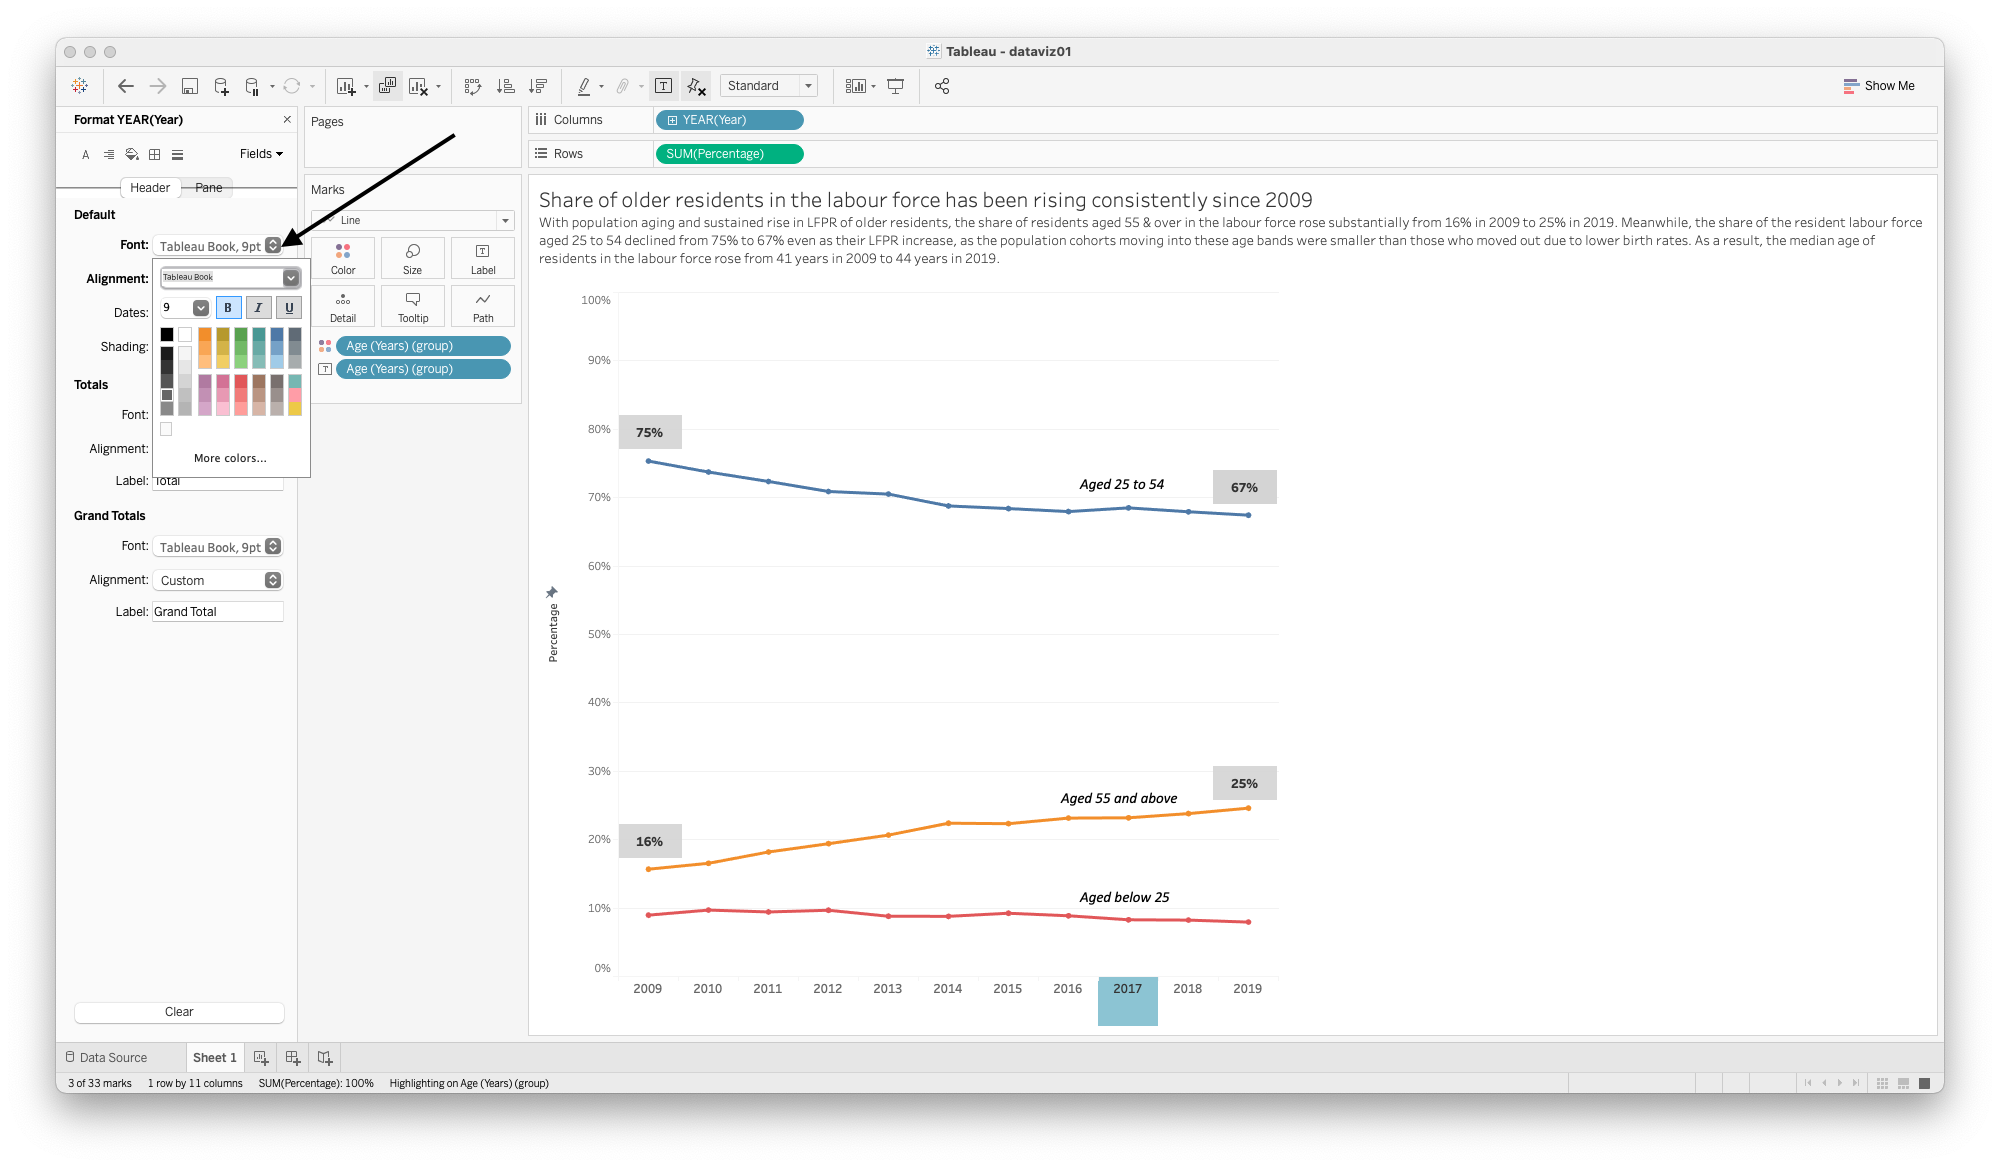 Tableau - dataviz01
Standard
Show Me
Format YEAR(Year)
A
Fields
Header
Pane
Default
Font:
Tableau Book, 9pt
Alignment:
Tableau Book
Dates:
9
B
I
U
Shading:
Totals
Font:
Alignment:
More colors...
Label:
Total
Grand Totals
Font:
Tableau Book, 9pt
Alignment:
Custom
Label:
Grand Total
Clear
Pages
Marks
Line
Color
Size
T
Label
Detail
Tooltip
Path
Age (Years) (group)
T
Age (Years) (group)
Columns
YEAR(Year)
Rows
SUM(Percentage)
Share of older residents in the labour force has been rising consistently since 2009
With population aging and sustained rise in LFPR of older residents, the share of residents aged 55 & over in the labour force rose substantially from 16% in 2009 to 25% in 2019. Meanwhile, the share of the resident labour force
aged 25 to 54 declined from 75% to 67% even as their LFPR increase, as the population cohorts moving into these age bands were smaller than those who moved out due to lower birth rates. As a result, the median age of
residents in the labour force rose from 41 years in 2009 to 44 years in 2019.
100%
90%
80%
70%
60%
50%
40%
30%
20%
10%
0%
Percentage
75%
Aged 25 to 54
67%
25%
Aged 55 and above
16%
Aged below 25
2009
2010
2011
2012
2013
2014
2015
2016
2017
2018
2019
Data Source
Sheet 1
3 of 33 marks
1 row by 11 columns
SUM(Percentage): 100%
Highlighting on Age (Years) (group)